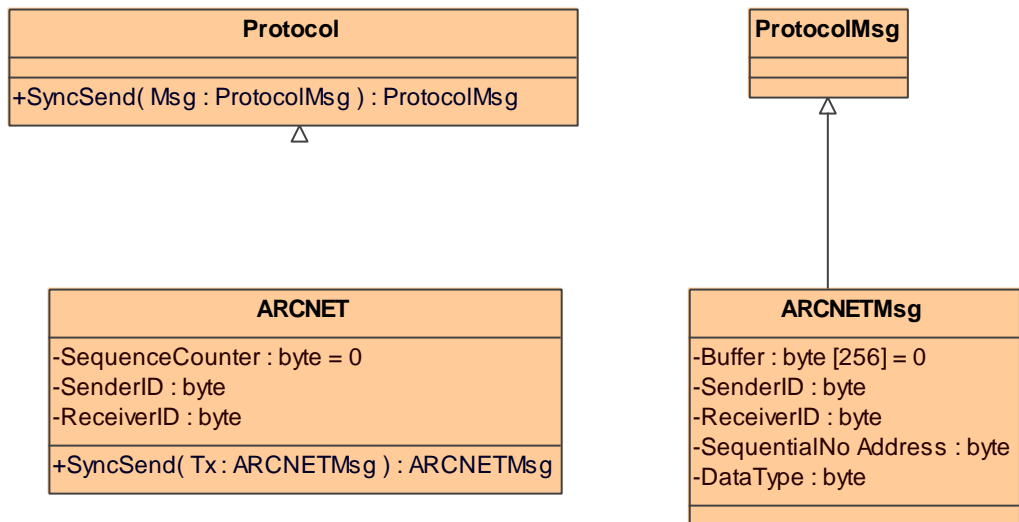 Protocol
+SyncSend( Msg : ProtocolMsg ) : ProtocolMsg
ProtocolMsg
ARCNET
-SequenceCounter : byte = 0
-SenderID : byte
-ReceiverID : byte
+SyncSend( Tx : ARCNETMsg ) : ARCNETMsg
ARCNETMsg
-Buffer : byte [256] = 0
-SenderID : byte
-ReceiverID : byte
-SequentialNo Address : byte
-DataType : byte